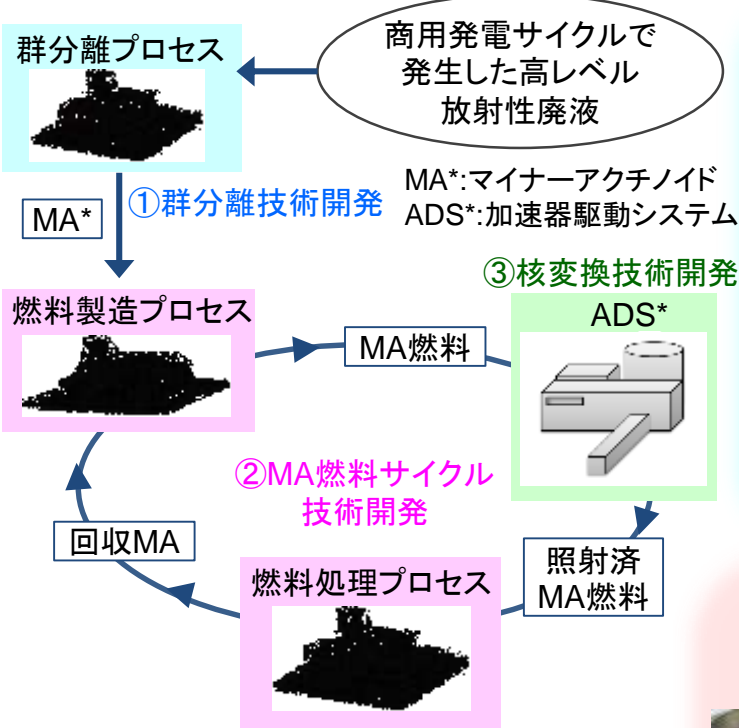 群分離プロセス
商用発電サイクルで
発生した高レベル
放射性廃液
MA*
①群分離技術開発
MA*:マイナーアクチノイド
ADS*:加速器駆動システム
③核変換技術開発
燃料製造プロセス
ADS*
MA燃料
②MA燃料サイクル
技術開発
回収MA
燃料処理プロセス
照射済
MA燃料